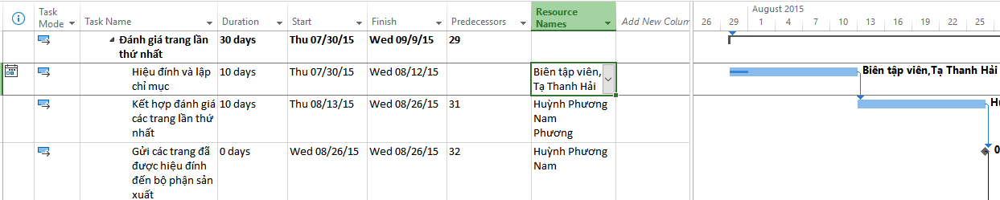 August 2015
Task Mode
Task Name
Duration
Start
Finish
Predecessors
Resource Names
Add New Colum
26 29 1 4 7 10 13 16 19 22 25
Đánh giá trang lần thứ nhất
30 days
Thu 07/30/15
Wed 09/9/15
29
Hiệu đính và lập chỉ mục
10 days
Thu 07/30/15
Wed 08/12/15
Biên tập viên,
Tạ Thanh Hải
Biên tập viên,Tạ Thanh Hải
Kết hợp đánh giá các trang lần thứ nhất
10 days
Thu 08/13/15
Wed 08/26/15
31
Huỳnh Phương Nam
Phương
Gửi các trang đã được hiệu đính đến bộ phận sản xuất
0 days
Wed 08/26/15
Wed 08/26/15
32
Huỳnh Phương Nam